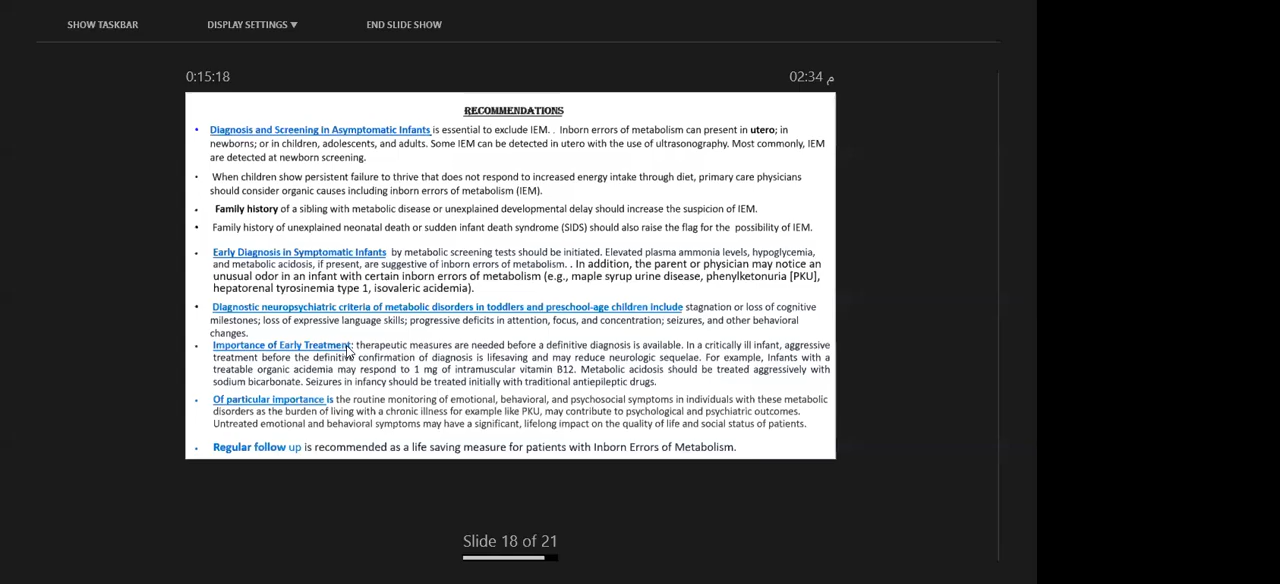 SHOW TASKBAR DISPLAY SETTINGS ▼ END SLIDE SHOW
0:15:18 02:34 م
RECOMMENDATIONS
• Diagnosis and Screening in Asymptomatic Infants is essential to exclude IEM. . Inborn errors of metabolism can present in utero; in
newborns; or in children, adolescents, and adults. Some IEM can be detected in utero with the use of ultrasonography. Most commonly, IEM
are detected at newborn screening.
• When children show persistent failure to thrive that does not respond to increased energy intake through diet, primary care physicians
should consider organic causes including inborn errors of metabolism (IEM).
• Family history of a sibling with metabolic disease or unexplained developmental delay should increase the suspicion of IEM.
• Family history of unexplained neonatal death or sudden infant death syndrome (SIDS) should also raise the flag for the possibility of IEM.
• Early Diagnosis in Symptomatic Infants by metabolic screening tests should be initiated. Elevated plasma ammonia levels, hypoglycemia,
and metabolic acidosis, if present, are suggestive of inborn errors of metabolism. . In addition, the parent or physician may notice an
unusual odor in an infant with certain inborn errors of metabolism (e.g., maple syrup urine disease, phenylketonuria [PKU],
hepatorenal tyrosinemia type 1, isovaleric acidemia).
• Diagnostic neuropsychiatric criteria of metabolic disorders in toddlers and preschool-age children include stagnation or loss of cognitive
milestones; loss of expressive language skills; progressive deficits in attention, focus, and concentration; seizures, and other behavioral
changes.
• Importance of Early Treatment: therapeutic measures are needed before a definitive diagnosis is available. In a critically ill infant, aggressive
treatment before the definitive confirmation of diagnosis is lifesaving and may reduce neurologic sequelae. For example, Infants with a
treatable organic acidemia may respond to 1 mg of intramuscular vitamin B12. Metabolic acidosis should be treated aggressively with
sodium bicarbonate. Seizures in infancy should be treated initially with traditional antiepileptic drugs.
• Of particular importance is the routine monitoring of emotional, behavioral, and psychosocial symptoms in individuals with these metabolic
disorders as the burden of living with a chronic illness for example like PKU, may contribute to psychological and psychiatric outcomes.
Untreated emotional and behavioral symptoms may have a significant, lifelong impact on the quality of life and social status of patients.
• Regular follow up is recommended as a life saving measure for patients with Inborn Errors of Metabolism.
Slide 18 of 21